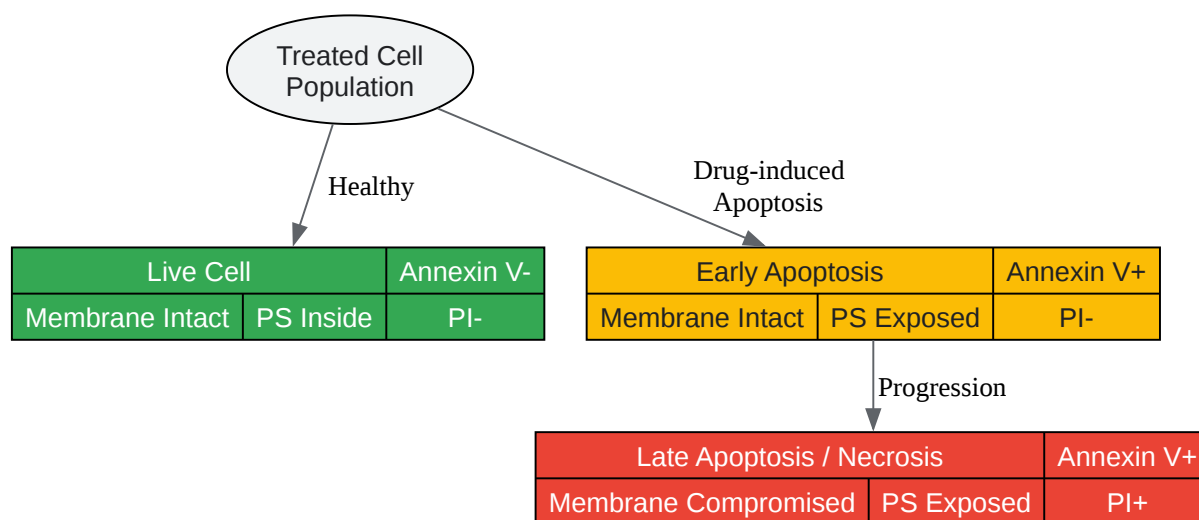 Treated Cell
Population
Healthy
Drug-induced
Apoptosis
Live Cell
Annexin V-
Membrane Intact
PS Inside
PI-
Early Apoptosis
Annexin V+
Membrane Intact
PS Exposed
PI-
Progression
Late Apoptosis / Necrosis
Annexin V+
Membrane Compromised
PS Exposed
PI+